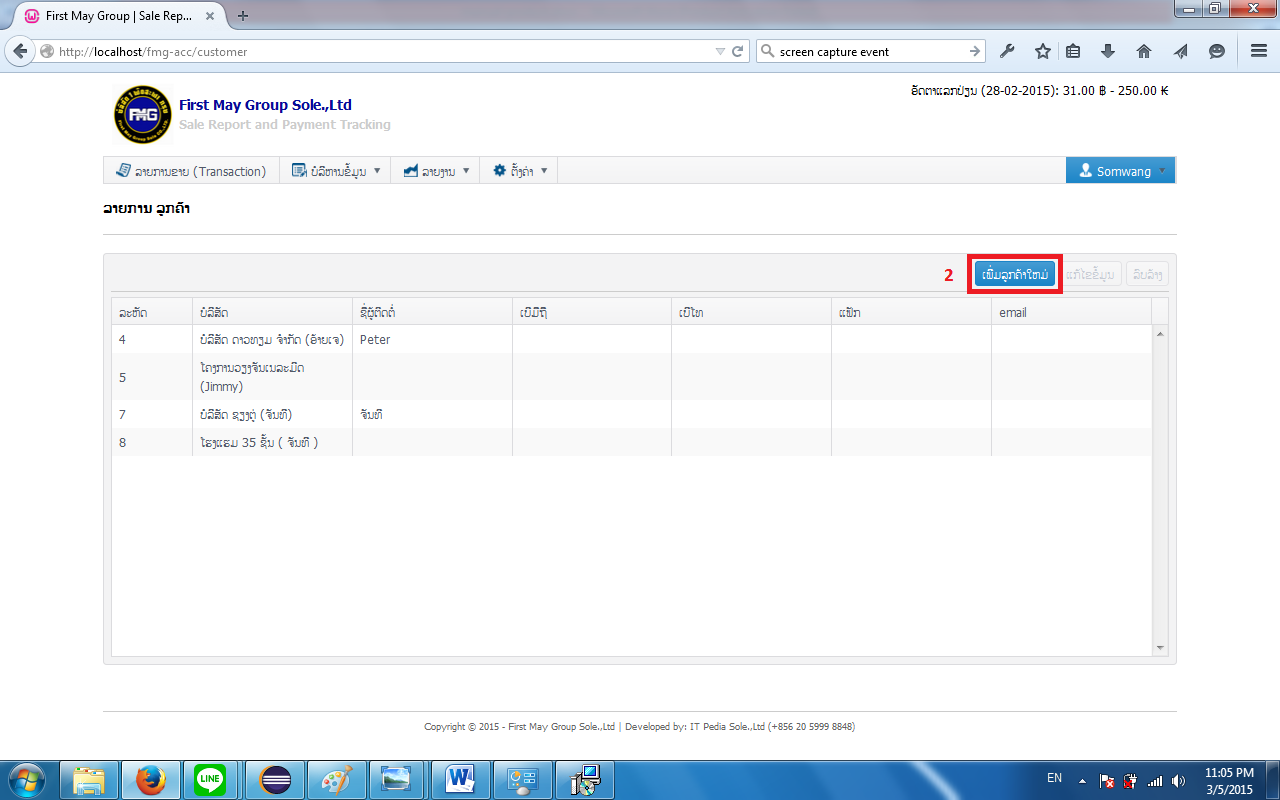 First May Group | Sale Rep...
http://localhost/fmg-acc/customer
screen capture event
FMG
First May Group Sole.,Ltd
Sale Report and Payment Tracking
ອັດຕາແລກປ່ຽນ (28-02-2015): 31.00 ฿ - 250.00 ₭
ລາຍການຂາຍ (Transaction)
ບໍລິຫານຂໍ້ມູນ
ລາຍງານ
ຕັ້ງຄ່າ
Somwang
ລາຍການ ລູກຄ້າ
2
ເພີ່ມລູກຄ້າໃຫມ່
ແກ້ໄຂຂໍ້ມູນ
ລຶບລ້າງ
ລະຫັດ ບໍລິສັດ ຊື່ຜູ້ຕິດຕໍ່ ເບີມືຖື ເບີໂທ ແຟັກ email
4 ບໍລິສັດ ດາວທຽມ ຈຳກັດ (ອ້າຍເຈ) Peter
5 ໂຄງການວຽງຈັນເນລະມິດ
(Jimmy)
7 ບໍລິສັດ ຊຽງຕູ່ (ຈັນທີ) ຈັນທີ
8 ໂຮງແຮມ 35 ຊັ້ນ ( ຈັນທີ )
Copyright © 2015 - First May Group Sole.,Ltd | Developed by: IT Pedia Sole.,Ltd (+856 20 5999 8848)
LINE
EN
11:05 PM
3/5/2015